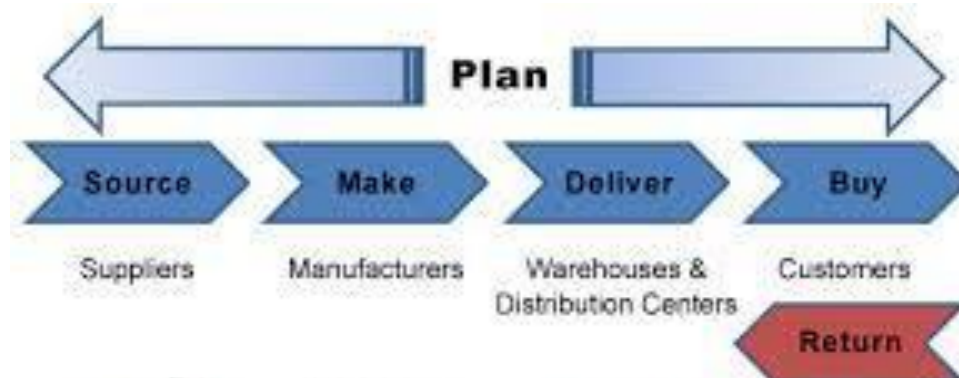 Plan
Source Make Deliver Buy
Suppliers Manufacturers Warehouses & Customers
Distribution Centers
Return